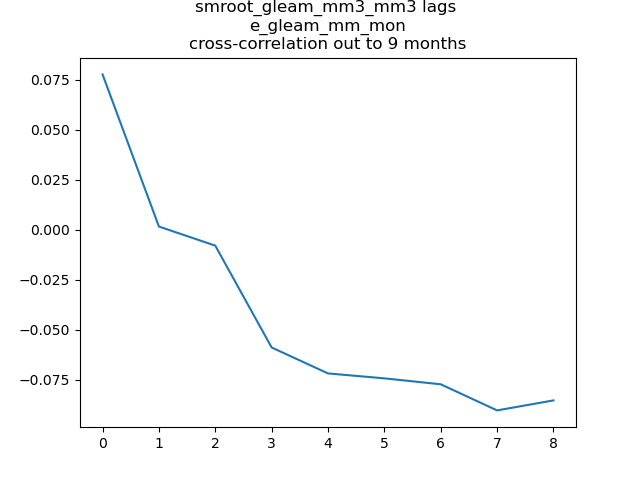 smroot_gleam_mm3_mm3 lags
e_gleam_mm_mon
cross-correlation out to 9 months
0.075
0.050
0.025
0.000
−0.025
−0.050
−0.075
0 1 2 3 4 5 6 7 8